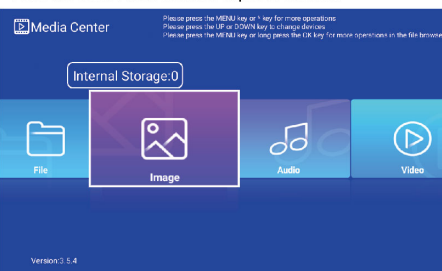 Media Center
Please press the MENU key or * key for more operations
Please press the UP or DOWN key to change devices
Please press the MENU key or long press the OK key for more operations in the file browse
Internal Storage:0
File
Image
Audio
Video
Version:3.5.4